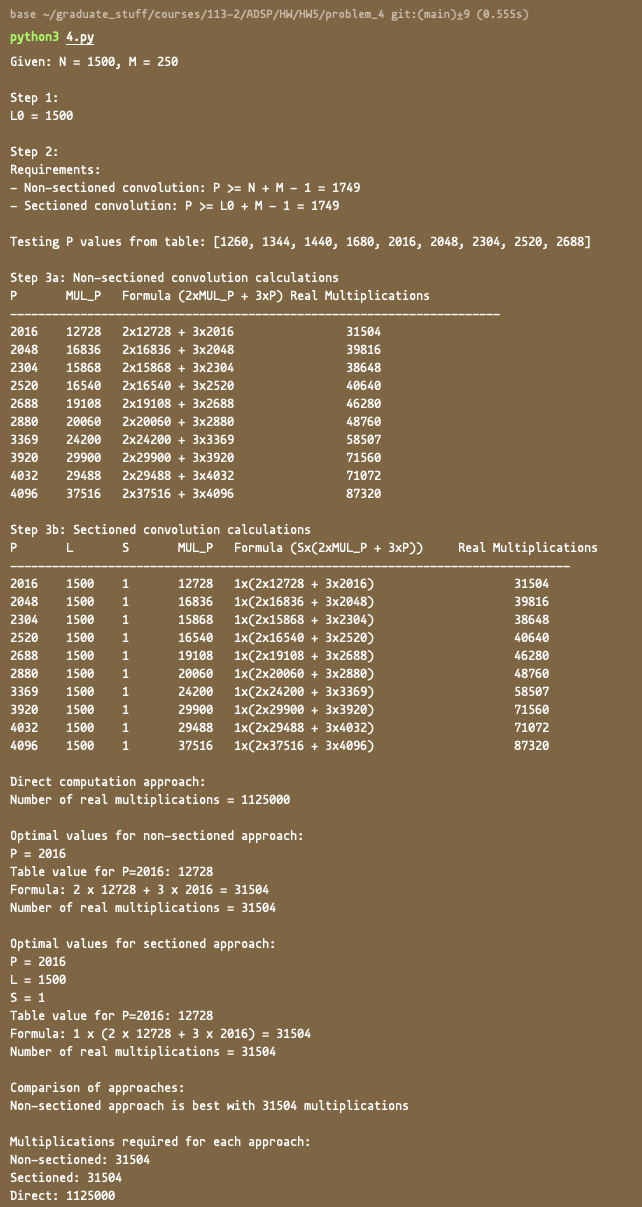 base ~/graduate_stuff/courses/113-2/ADSP/HW/HW5/problem_4 git:(main)±9 (0.555s)
python3 4.py
Given: N = 1500, M = 250
Step 1:
L0 = 1500
Step 2:
Requirements:
- Non-sectioned convolution: P >= N + M - 1 = 1749
- Sectioned convolution: P >= L0 + M - 1 = 1749
Testing P values from table: [1260, 1344, 1440, 1680, 2016, 2048, 2304, 2520, 2688]
Step 3a: Non-sectioned convolution calculations
P MUL_P Formula (2xMUL_P + 3xP) Real Multiplications
----------------------------------------------------------------------
2016 12728 2x12728 + 3x2016 31504
2048 16836 2x16836 + 3x2048 39816
2304 15868 2x15868 + 3x2304 38648
2520 16540 2x16540 + 3x2520 40640
2688 19108 2x19108 + 3x2688 46280
2880 20060 2x20060 + 3x2880 48760
3369 24200 2x24200 + 3x3369 58507
3920 29900 2x29900 + 3x3920 71560
4032 29488 2x29488 + 3x4032 71072
4096 37516 2x37516 + 3x4096 87320
Step 3b: Sectioned convolution calculations
P L S MUL_P Formula (Sx(2xMUL_P + 3xP)) Real Multiplications
--------------------------------------------------------------------------------
2016 1500 1 12728 1x(2x12728 + 3x2016) 31504
2048 1500 1 16836 1x(2x16836 + 3x2048) 39816
2304 1500 1 15868 1x(2x15868 + 3x2304) 38648
2520 1500 1 16540 1x(2x16540 + 3x2520) 40640
2688 1500 1 19108 1x(2x19108 + 3x2688) 46280
2880 1500 1 20060 1x(2x20060 + 3x2880) 48760
3369 1500 1 24200 1x(2x24200 + 3x3369) 58507
3920 1500 1 29900 1x(2x29900 + 3x3920) 71560
4032 1500 1 29488 1x(2x29488 + 3x4032) 71072
4096 1500 1 37516 1x(2x37516 + 3x4096) 87320
Direct computation approach:
Number of real multiplications = 1125000
Optimal values for non-sectioned approach:
P = 2016
Table value for P=2016: 12728
Formula: 2 x 12728 + 3 x 2016 = 31504
Number of real multiplications = 31504
Optimal values for sectioned approach:
P = 2016
L = 1500
S = 1
Table value for P=2016: 12728
Formula: 1 x (2 x 12728 + 3 x 2016) = 31504
Number of real multiplications = 31504
Comparison of approaches:
Non-sectioned approach is best with 31504 multiplications
Multiplications required for each approach:
Non-sectioned: 31504
Sectioned: 31504
Direct: 1125000